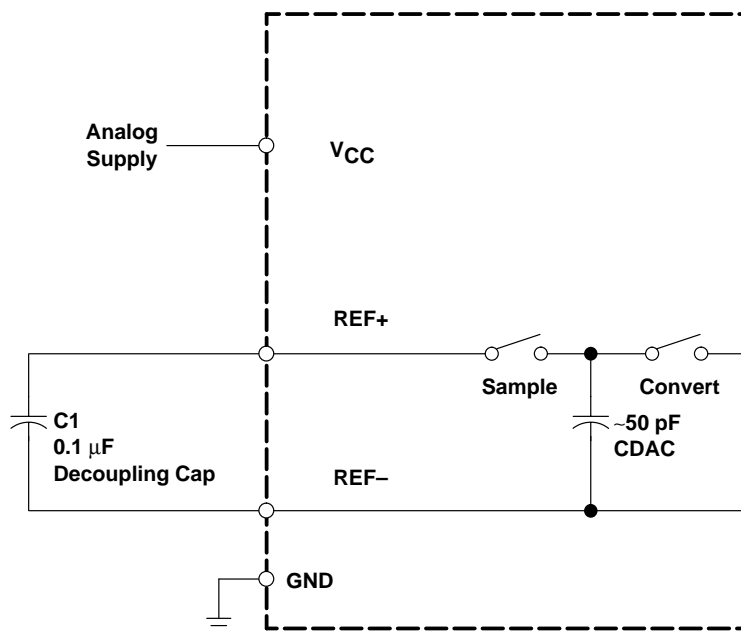 Analog
Supply
VCC
REF+
Sample
Convert
C1
0.1 μF
Decoupling Cap
~50 pF
CDAC
REF–
GND